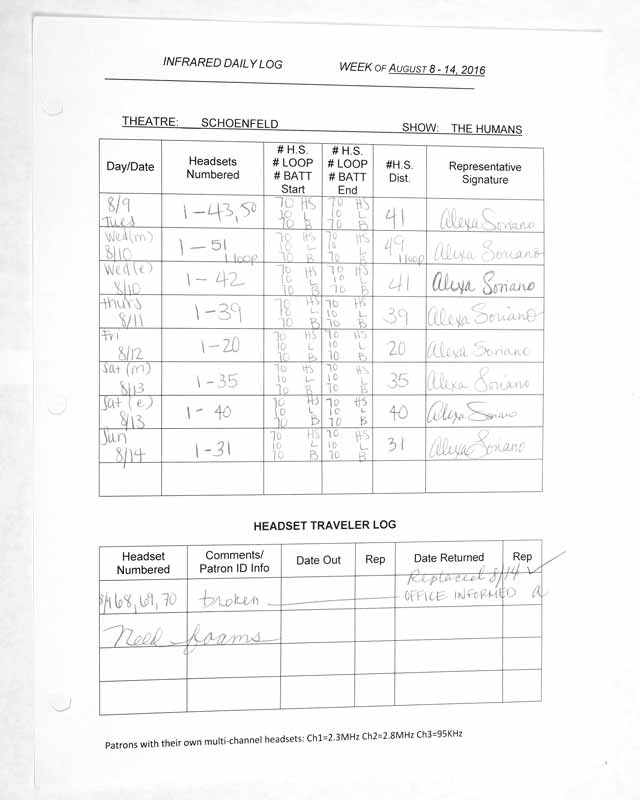 INFRARED DAILY LOG WEEK OF AUGUST 8 - 14, 2016
THEATRE: SCHOENFELD SHOW: THE HUMANS
Day/Date Headsets Numbered # H.S. # LOOP # BATT Start # H.S. # LOOP # BATT End #H.S. Dist. Representative Signature
8/9 Tues 1-43,50 70 HS 10 L 70 B 70 HS 10 L 70 B 41 Alexa Soriano
Wed(m) 8/10 1-51 1 loop 70 HS 10 L 70 B 70 HS 10 L 70 B 49 1 loop Alexa Soriano
Wed(e) 8/10 1-42 70 HS 10 L 70 B 70 HS 10 L 70 B 41 Alexa Soriano
Thurs 8/11 1-39 70 HS 10 L 70 B 70 HS 10 L 70 B 39 Alexa Soriano
Fri 8/12 1-20 70 HS 10 L 70 B 70 HS 10 L 70 B 20 Alexa Soriano
Sat(m) 8/13 1-35 70 HS 10 L 70 B 70 HS 10 L 70 B 35 Alexa Soriano
Sat(e) 8/13 1-40 70 HS 10 L 70 B 70 HS 10 L 70 B 40 Alexa Soriano
Sun 8/14 1-31 70 HS 10 L 70 B 70 HS 10 L 70 B 31 Alexa Soriano
HEADSET TRAVELER LOG
Headset Numbered Comments/ Patron ID Info Date Out Rep Date Returned Rep
68,69,70 broken Replaced 8/14 OFFICE INFORMED a
Need foams
Patrons with their own multi-channel headsets: Ch1=2.3MHz Ch2=2.8MHz Ch3=95KHz